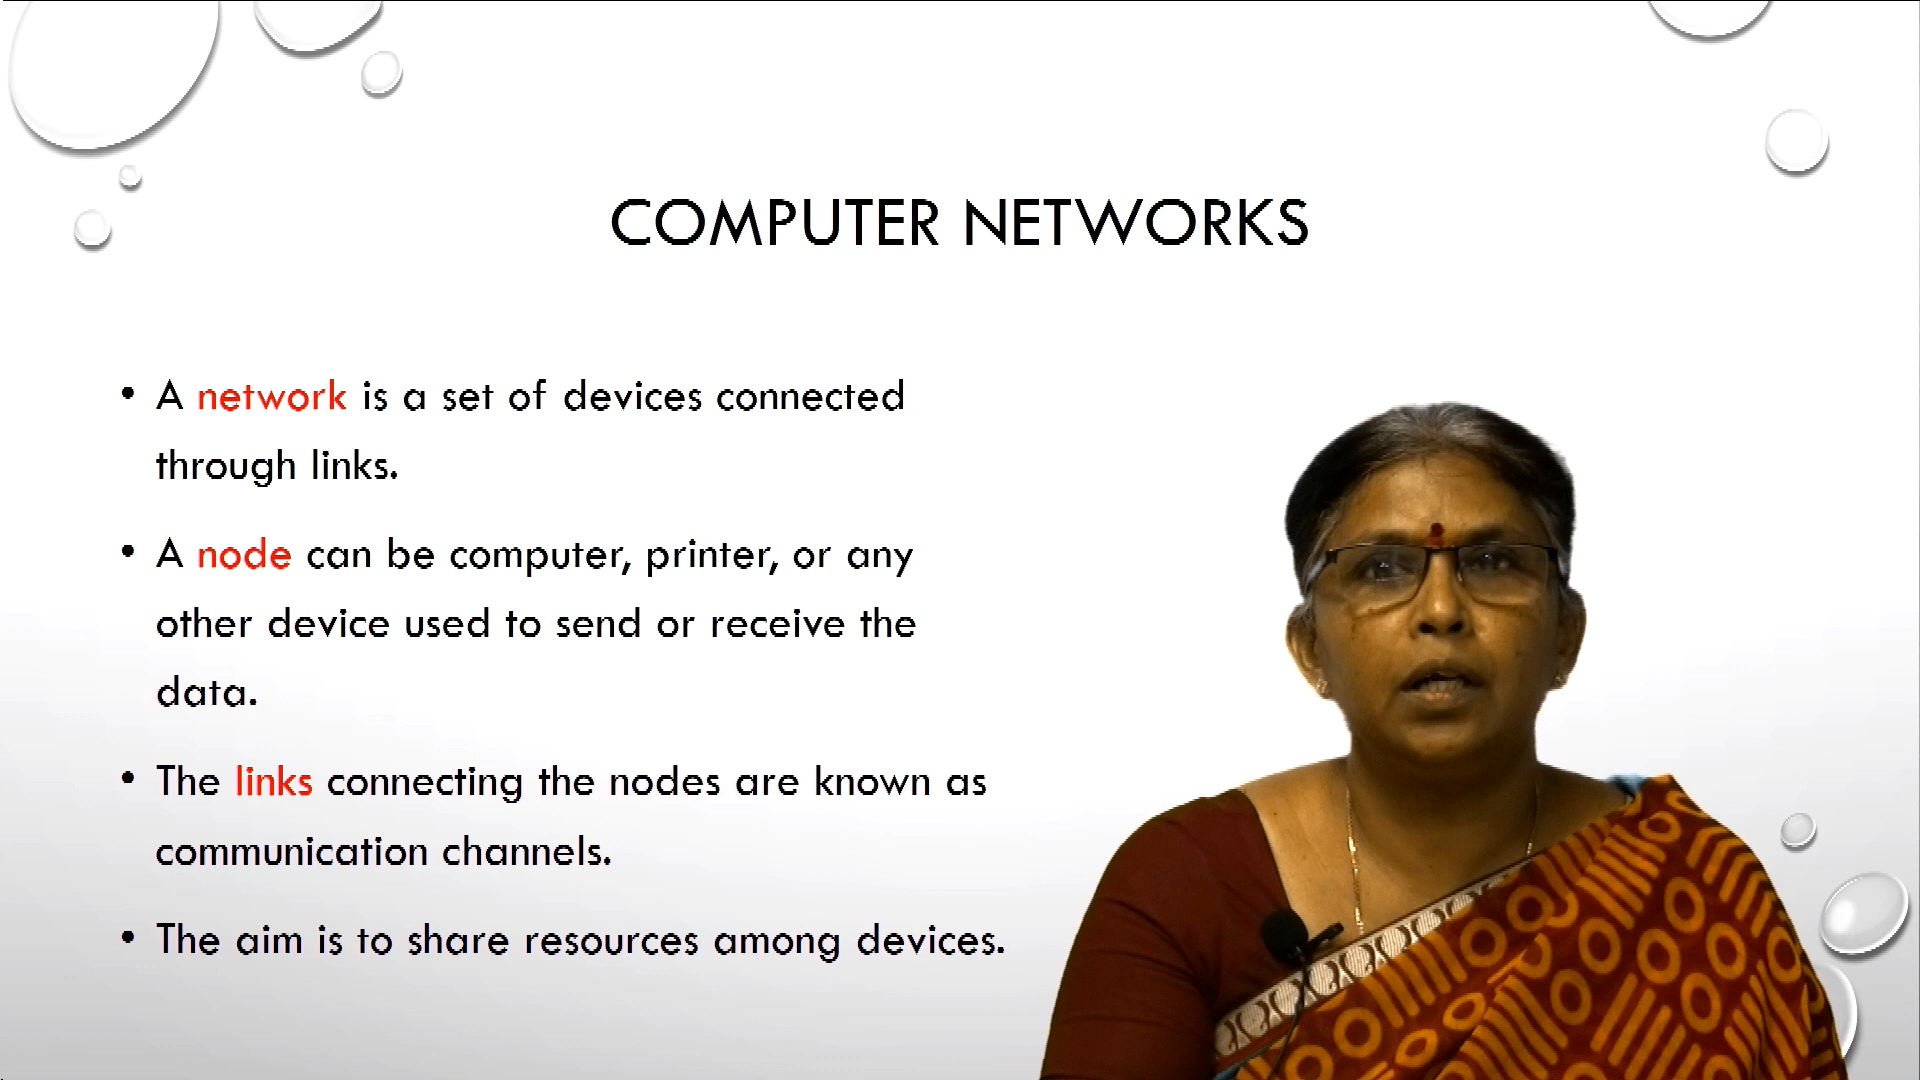 COMPUTER NETWORKS
• A network is a set of devices connected
through links.
• A node can be computer, printer, or any
other device used to send or receive the
data.
• The links connecting the nodes are known as
communication channels.
• The aim is to share resources among devices.